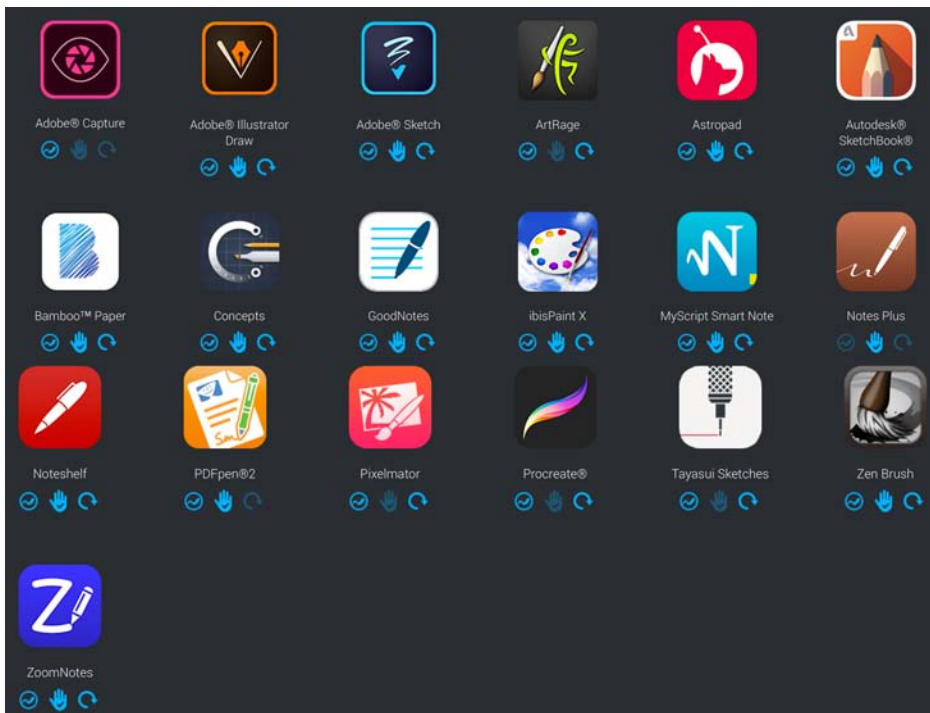 Adobe® Capture
Adobe® Illustrator
Draw
Adobe® Sketch
ArtRage
Astropad
Autodesk®
SketchBook®
Bamboo™ Paper
Concepts
GoodNotes
ibisPaint X
MyScript Smart Note
Notes Plus
Noteshelf
PDFpen®2
Pixelmator
Procreate®
Tayasui Sketches
Zen Brush
ZoomNotes